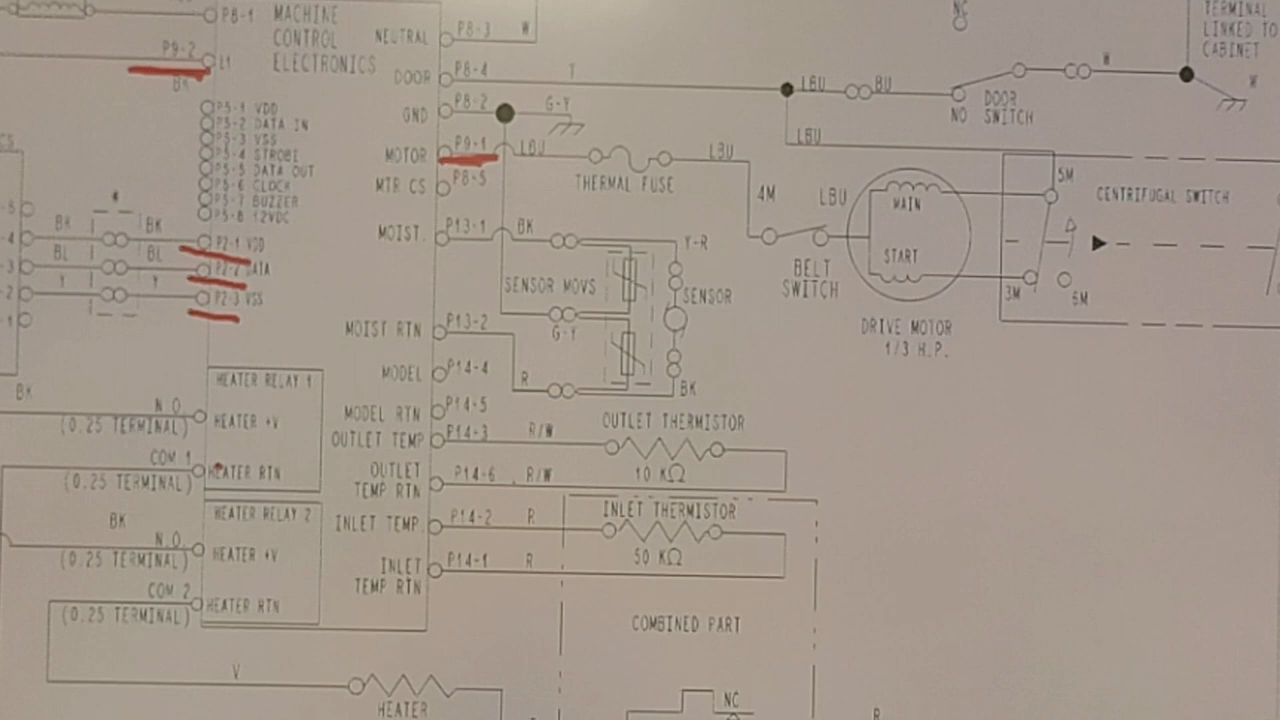 P8-1 MACHINE CONTROL ELECTRONICS
NEUTRAL P8-3 W
NC
TERMINAL
LINKED TO
CABINET
P9-2 L1
BK
DOOR P8-4 T
LBU BU
NO DOOR SWITCH
W
W
P5-1 VDD
P5-2 DATA IN
P5-3 VSS
P5-4 STROBE
P5-5 DATA OUT
P5-6 CLOCK
P5-7 BUZZER
P5-8 12VDC
GND P8-2 G-Y
LBU
MOTOR P9-1 LBU
THERMAL FUSE
LBU
MTR CS P8-5
4M LBU
MAIN
START
5M
CENTRIFUGAL SWITCH
3M 6M
BELT SWITCH
DRIVE MOTOR
1/3 H.P.
CS
-5
-4 BK * BK P2-1 VDD
-3 BL BL P2-2 DATA
-2 Y Y P2-3 VSS
-1
MOIST. P13-1 BK
Y-R
SENSOR MOVS
SENSOR
G-Y
MOIST RTN P13-2
R
BK
MODEL P14-4
MODEL RTN P14-5
OUTLET TEMP P14-3 R/W
OUTLET THERMISTOR
10 KΩ
OUTLET TEMP RTN P14-6 R/W
INLET TEMP. P14-2 R
INLET THERMISTOR
50 KΩ
INLET TEMP RTN P14-1 R
COMBINED PART
BK
HEATER RELAY 1
N.O. HEATER +V
(0.25 TERMINAL)
COM 1 HEATER RTN
(0.25 TERMINAL)
HEATER RELAY 2
BK
N.O. HEATER +V
(0.25 TERMINAL)
COM 2 HEATER RTN
(0.25 TERMINAL)
V
HEATER
NC
R